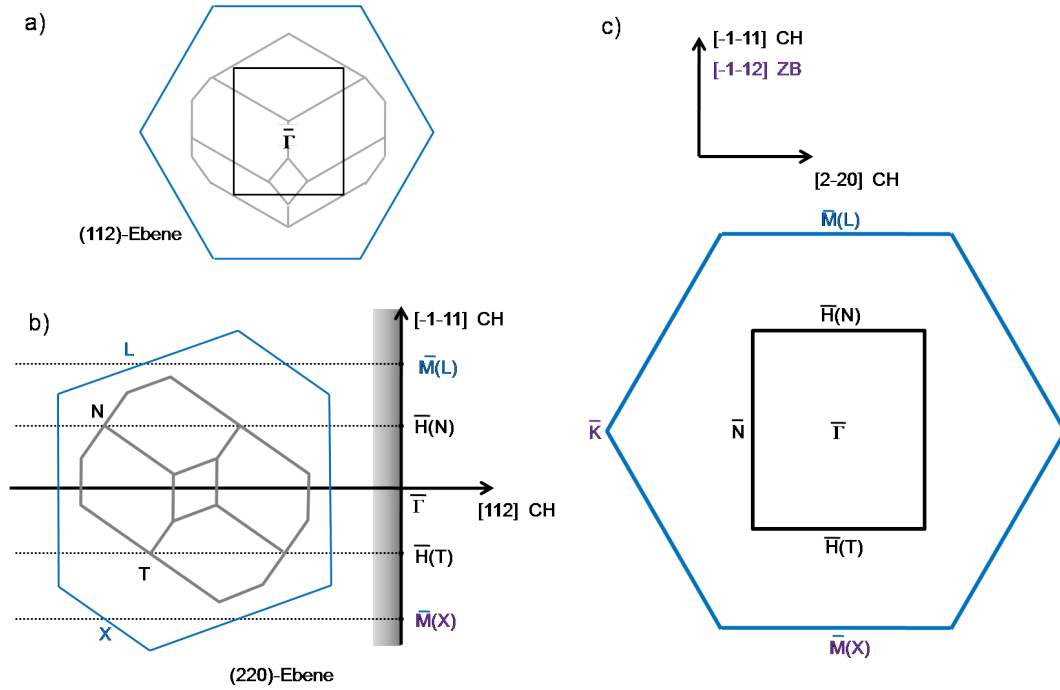 a)
Γ̅
(112)-Ebene
b)
[-1-11] CH
L
M̅(L)
N
H̅(N)
Γ̅
[112] CH
T
H̅(T)
X
M̅(X)
(220)-Ebene
c)
[-1-11] CH
[-1-12] ZB
[2-20] CH
M̅(L)
H̅(N)
K̅
N̅
Γ̅
H̅(T)
M̅(X)